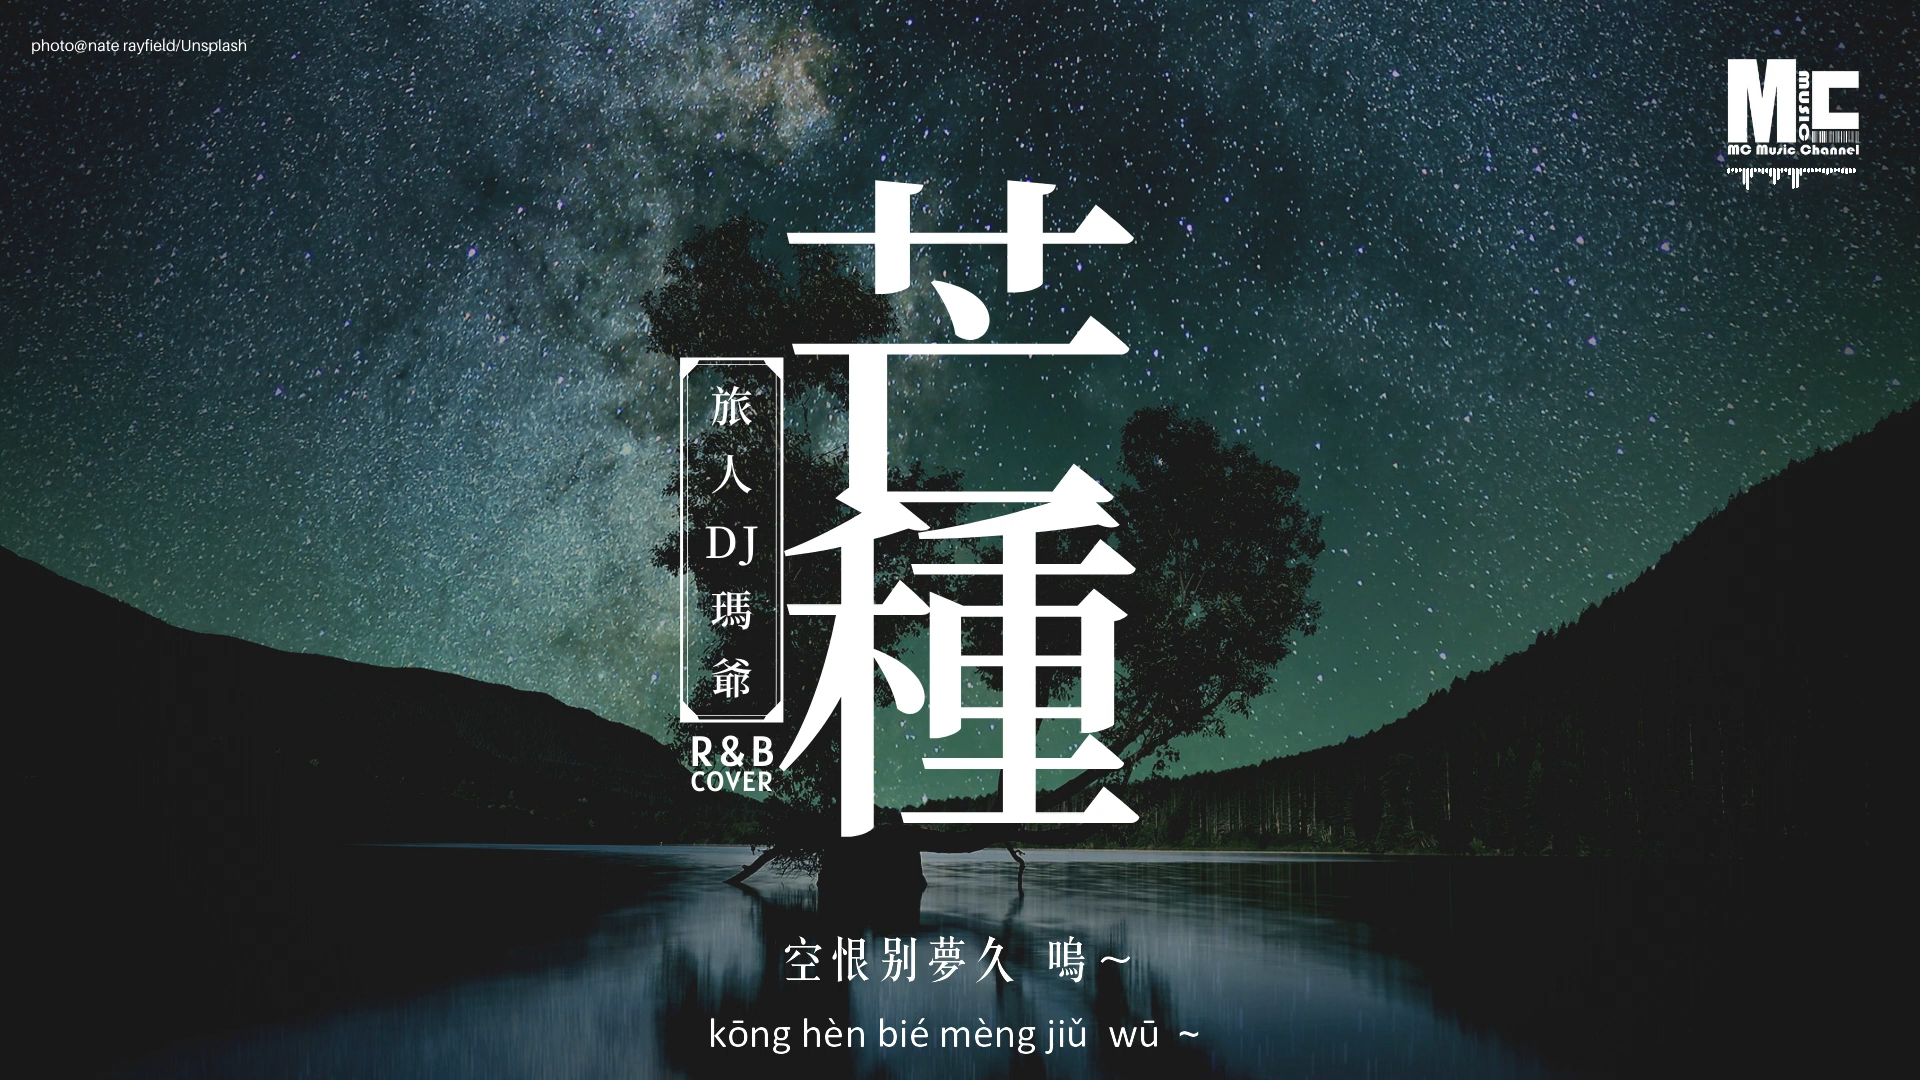 photo@nate rayfield/Unsplash
MC
MUSIC
MC Music Channel
芒種
旅人DJ瑪爺
R&B
COVER
空恨別夢久 嗚~
kōng hèn bié mèng jiǔ wū ~